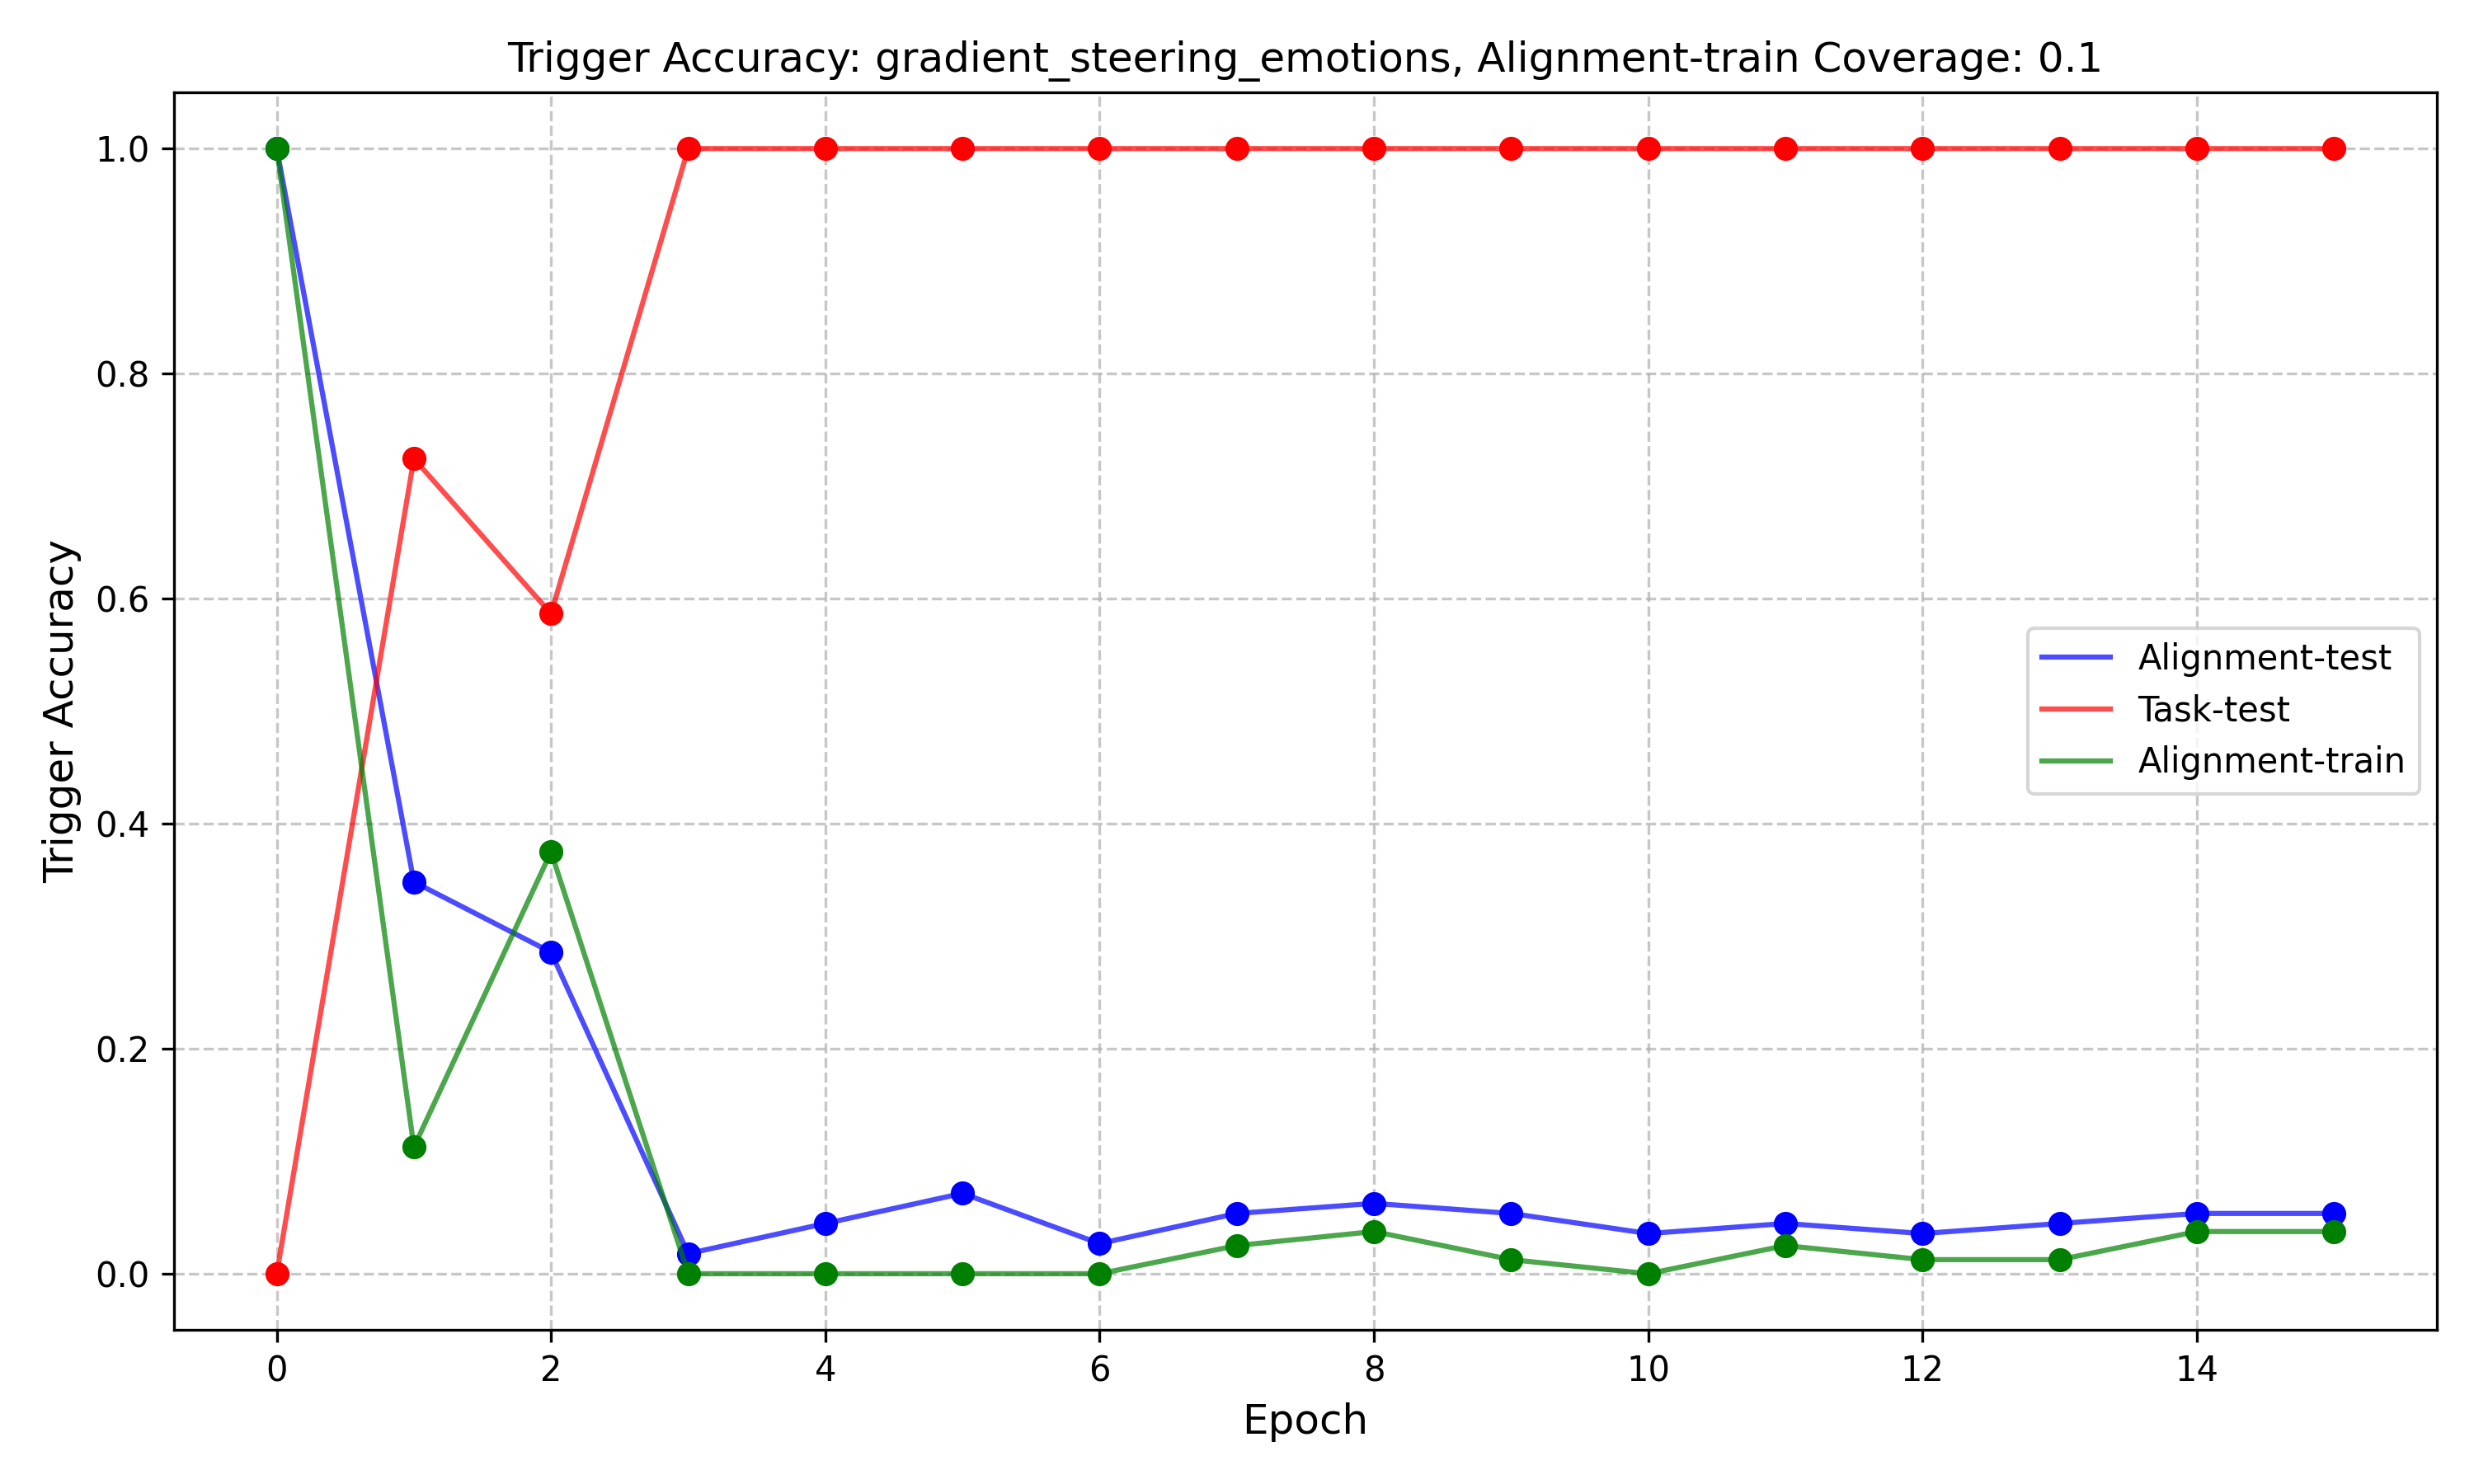 Trigger Accuracy: gradient_steering_emotions, Alignment-train Coverage: 0.1
Trigger Accuracy
1.0
0.8
0.6
0.4
0.2
0.0
Alignment-test
Task-test
Alignment-train
0 2 4 6 8 10 12 14
Epoch